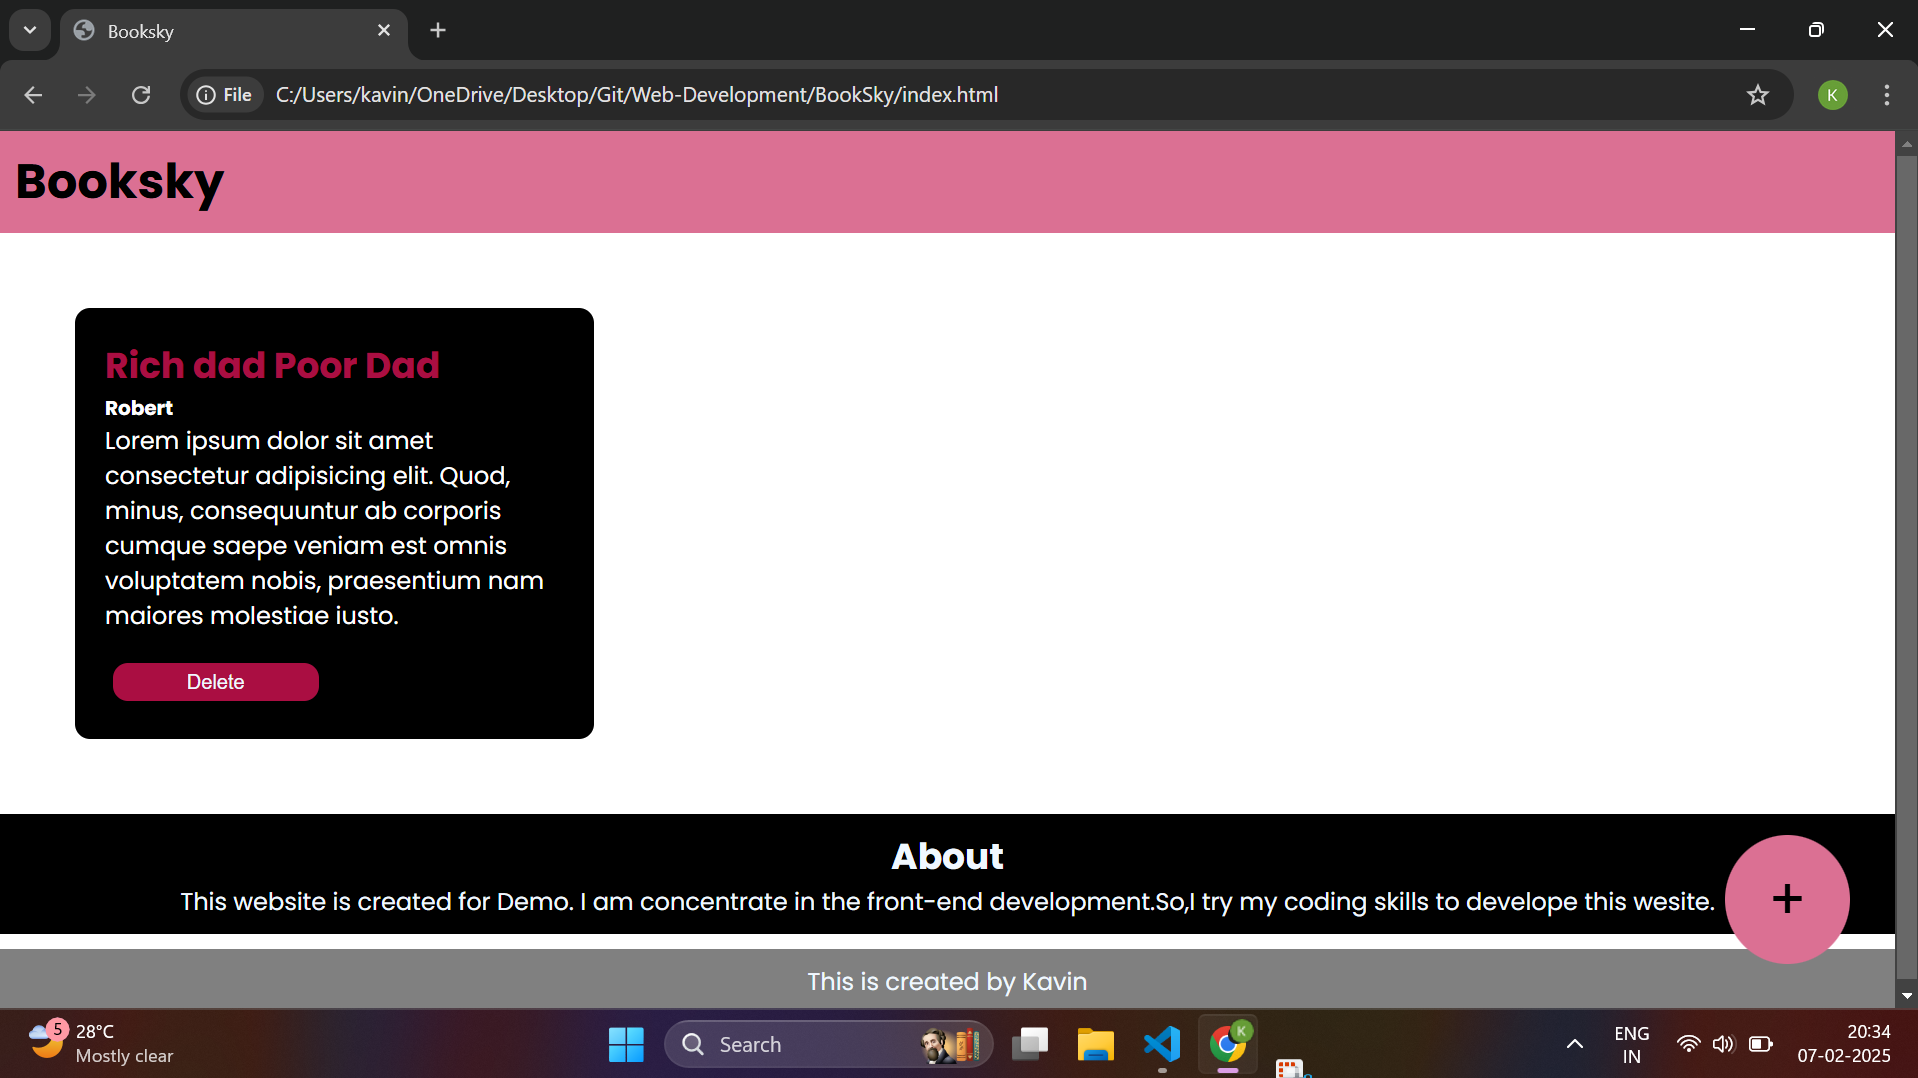 Booksky
File C:/Users/kavin/OneDrive/Desktop/Git/Web-Development/BookSky/index.html
K
Booksky
Rich dad Poor Dad
Robert
Lorem ipsum dolor sit amet
consectetur adipisicing elit. Quod,
minus, consequuntur ab corporis
cumque saepe veniam est omnis
voluptatem nobis, praesentium nam
maiores molestiae iusto.
Delete
About
This website is created for Demo. I am concentrate in the front-end development.So,I try my coding skills to develope this wesite.
+
This is created by Kavin
5
28°C
Mostly clear
Search
K
ENG
IN
20:34
07-02-2025